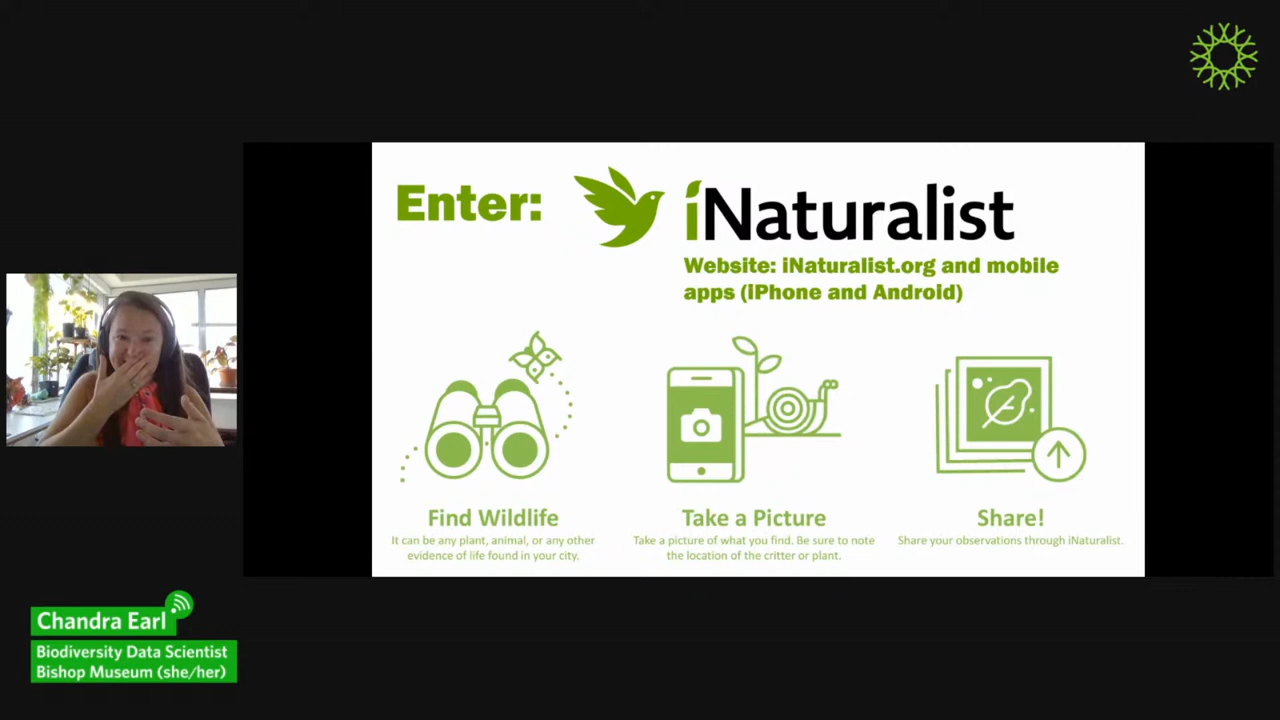 Enter:
iNaturalist
Website: iNaturalist.org and mobile
apps (iPhone and Android)
Find Wildlife
It can be any plant, animal, or any other
evidence of life found in your city.
Take a Picture
Take a picture of what you find. Be sure to note
the location of the critter or plant.
Share!
Share your observations through iNaturalist.
Chandra Earl
Biodiversity Data Scientist
Bishop Museum (she/her)